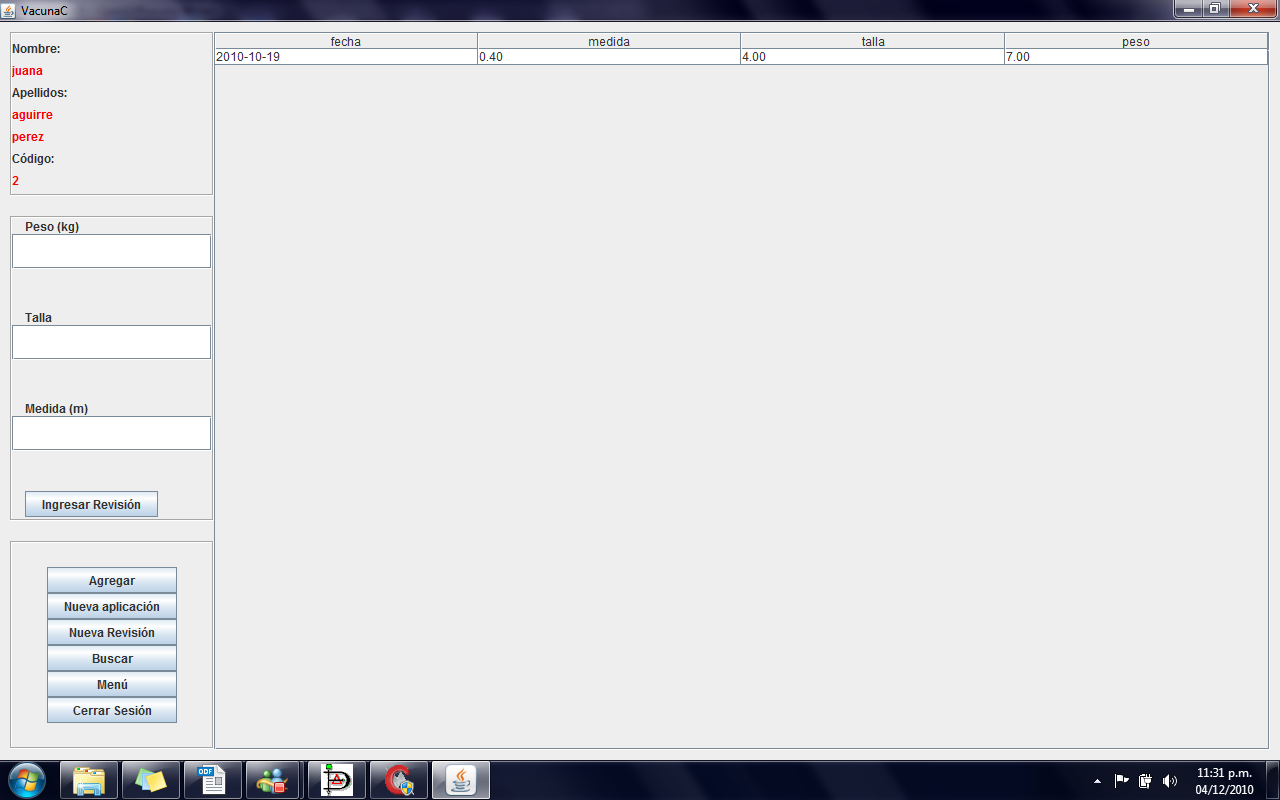 VacunaC
Nombre:
juana
Apellidos:
aguirre
perez
Código:
2
fecha medida talla peso
2010-10-19 0.40 4.00 7.00
Peso (kg)
Talla
Medida (m)
Ingresar Revisión
Agregar
Nueva aplicación
Nueva Revisión
Buscar
Menú
Cerrar Sesión
ODF
11:31 p.m.
04/12/2010